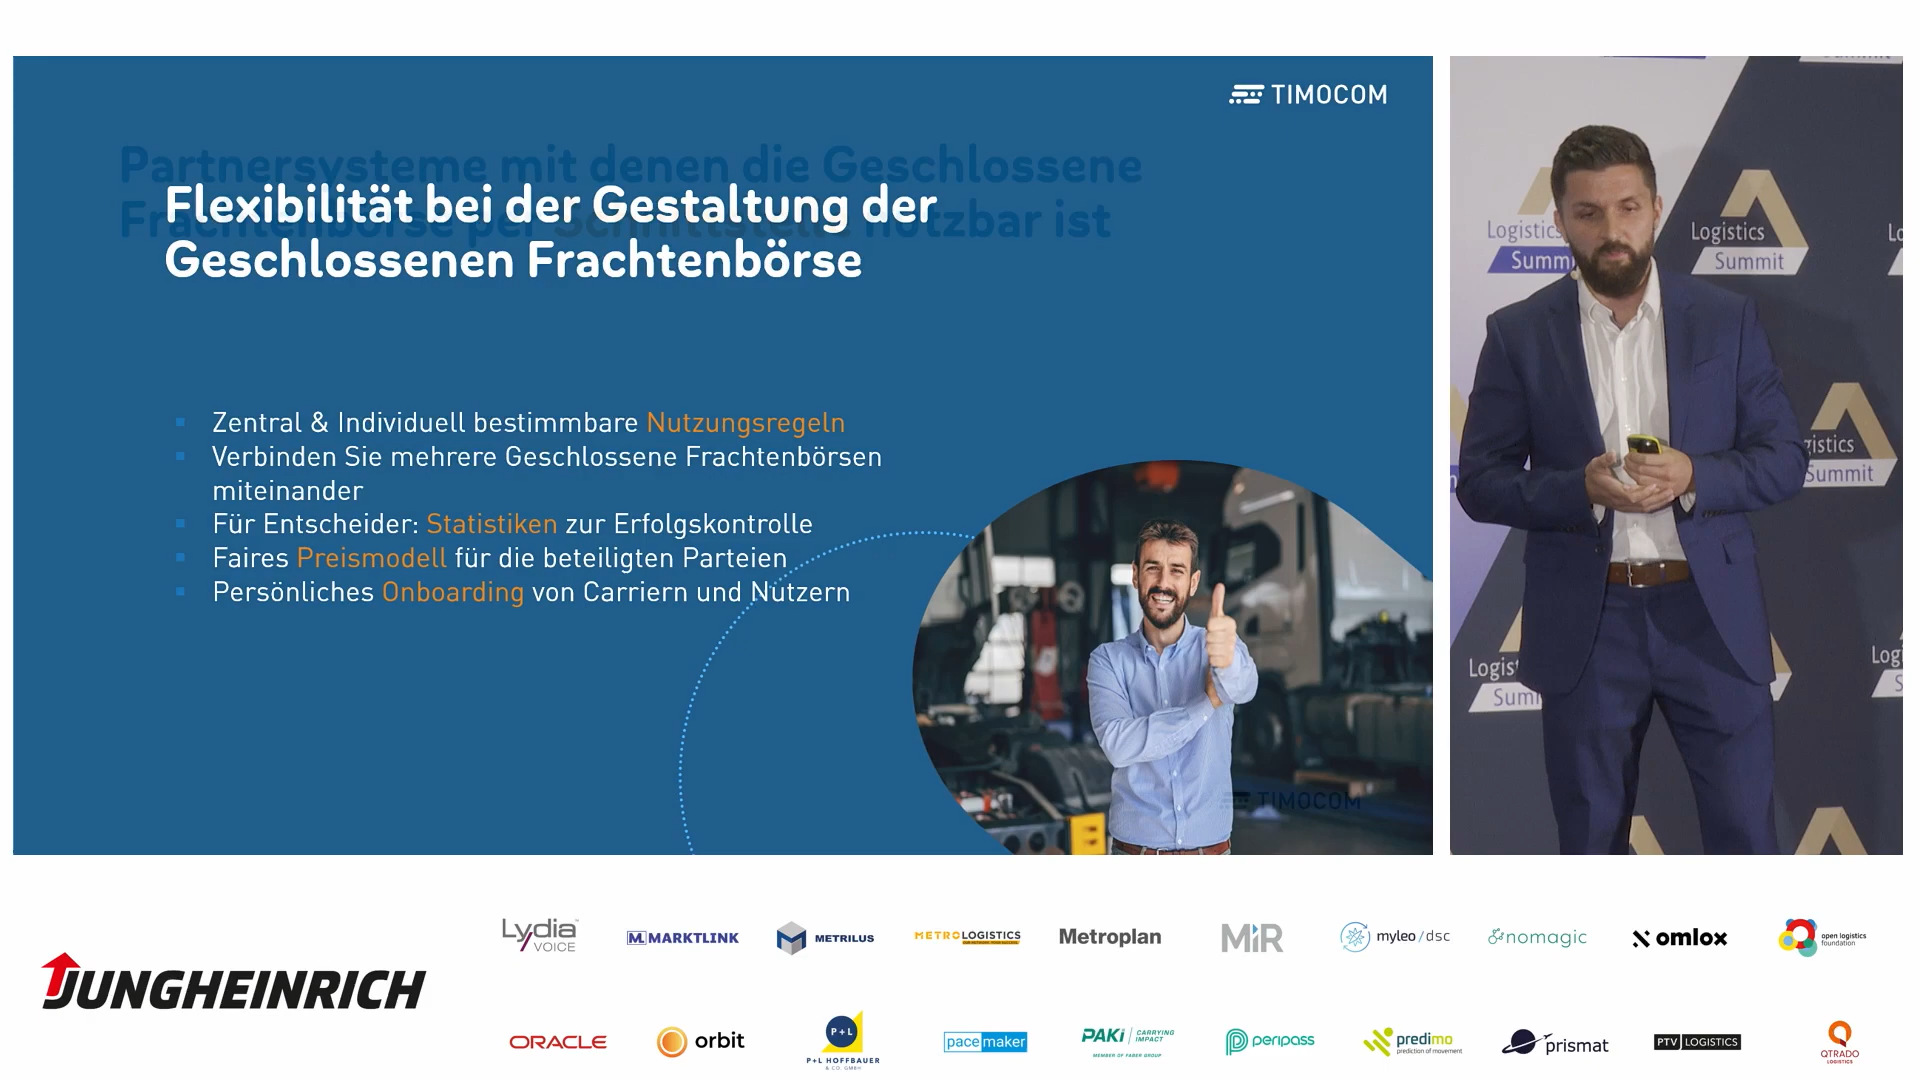 TIMOCOM
Partnersysteme mit denen die Geschlossene
Frachtenbörse per Schnittstelle nutzbar ist
Flexibilität bei der Gestaltung der
Geschlossenen Frachtenbörse
Zentral & Individuell bestimmbare Nutzungsregeln
Verbinden Sie mehrere Geschlossene Frachtenbörsen
miteinander
Für Entscheider: Statistiken zur Erfolgskontrolle
Faires Preismodell für die beteiligten Parteien
Persönliches Onboarding von Carriern und Nutzern
TIMOCOM
Logistics
Summit
Logistics
Summit
Logistics
Summit
JUNGHEINRICH
Lydia
VOICE
M MARKTLINK
METRILUS
METROLOGISTICS
Metroplan
MiR
myleo / dsc
nomagic
omlox
open logistics
foundation
ORACLE
orbit
P+L
P+L HOFFBAUER
& CO. GMBH
pacemaker
PAKi CARRYING
IMPACT
MEMBER OF FABER GROUP
peripass
predimo
prediction of movement
prismat
PTV LOGISTICS
QTRADO
LOGISTICS